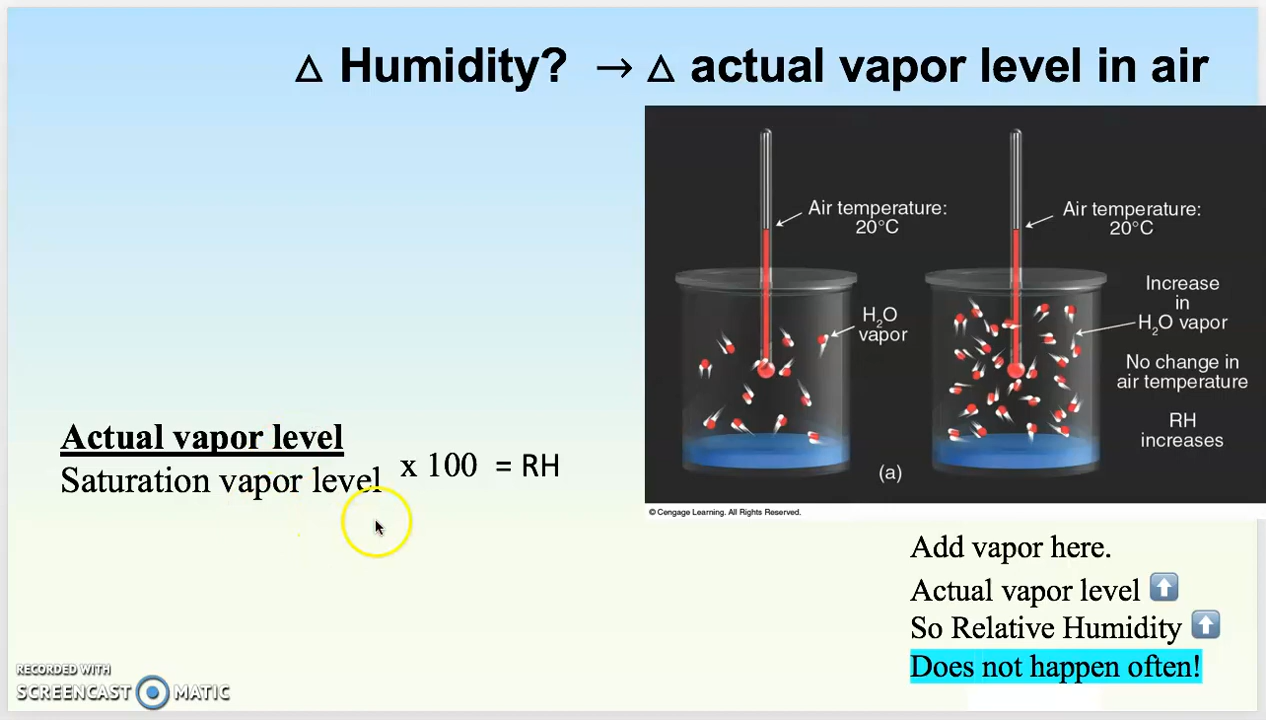 △ Humidity? → △ actual vapor level in air
Air temperature:
20°C
H₂O
vapor
Air temperature:
20°C
Increase
in
H₂O vapor
No change in
air temperature
RH
increases
(a)
© Cengage Learning. All Rights Reserved.
Actual vapor level
Saturation vapor level
x 100 = RH
Add vapor here.
Actual vapor level ⬆
So Relative Humidity ⬆
Does not happen often!
RECORDED WITH
SCREENCAST MATIC